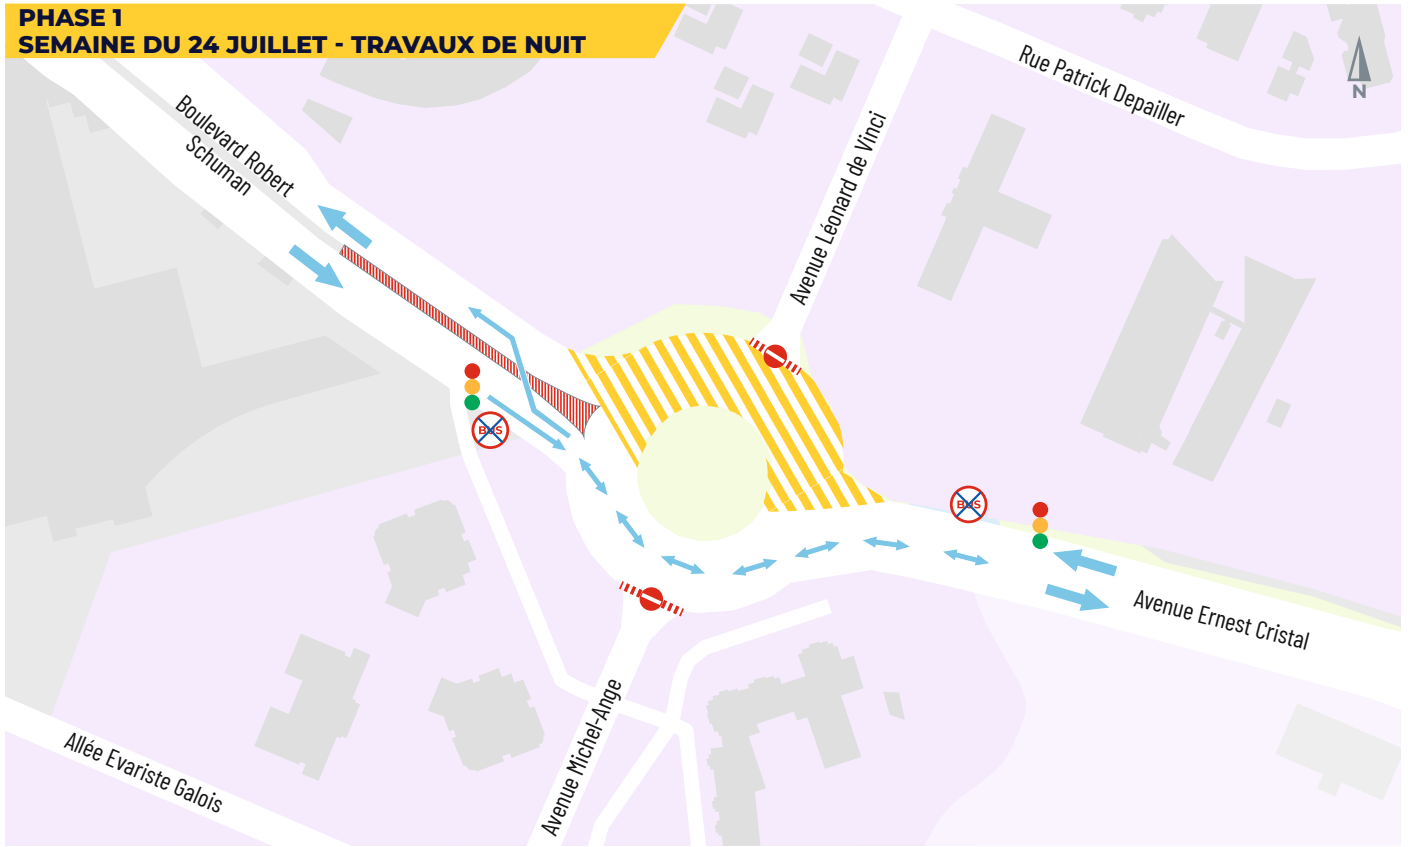 PHASE 1
SEMAINE DU 24 JUILLET - TRAVAUX DE NUIT
Rue Patrick Depailler
N
Boulevard Robert
Schuman
Avenue Léonard de Vinci
BUS
BUS
Avenue Ernest Cristal
Avenue Michel-Ange
Allée Evariste Galois